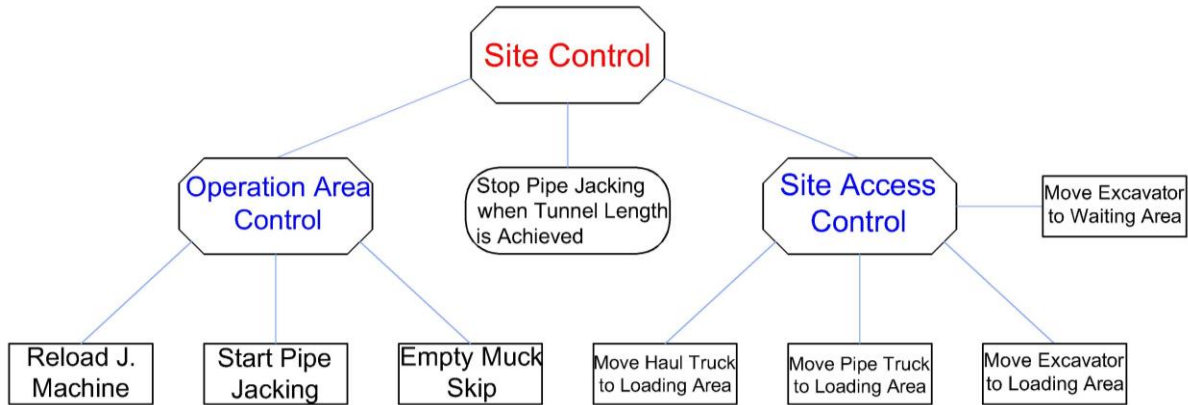 Site Control
Operation Area
Control
Stop Pipe Jacking
when Tunnel Length
is Achieved
Site Access
Control
Move Excavator
to Waiting Area
Reload J.
Machine
Start Pipe
Jacking
Empty Muck
Skip
Move Haul Truck
to Loading Area
Move Pipe Truck
to Loading Area
Move Excavator
to Loading Area